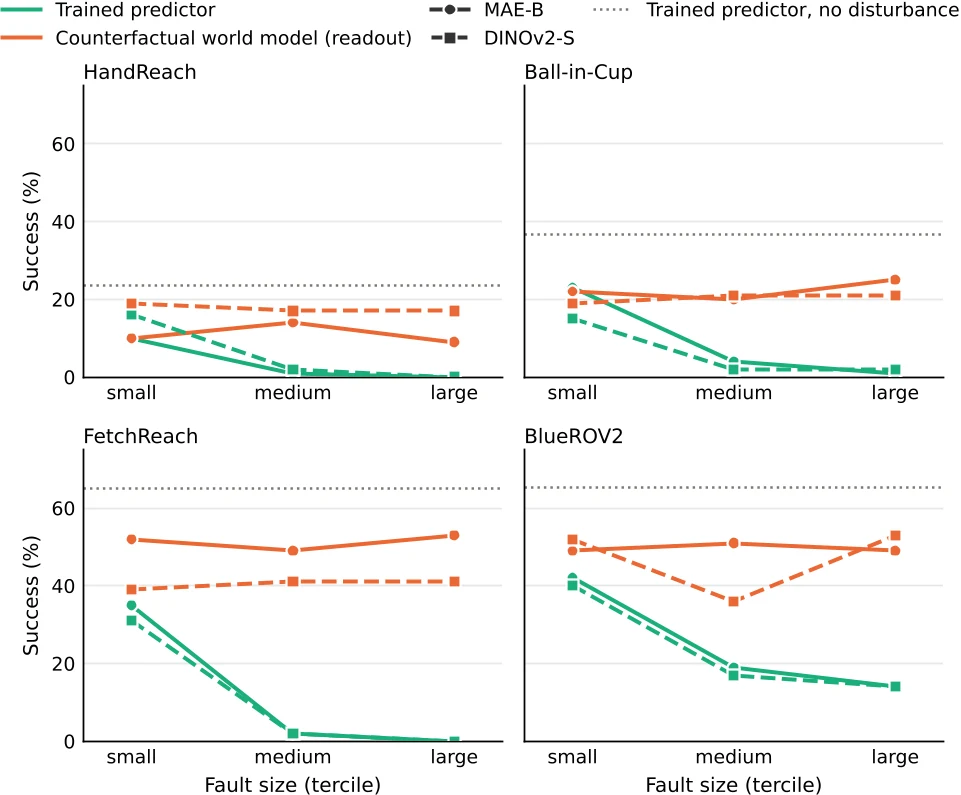 Trained predictor
Counterfactual world model (readout)
MAE-B
DINOv2-S
Trained predictor, no disturbance
HandReach
Success (%)
60
40
20
0
small medium large
Ball-in-Cup
small medium large
FetchReach
Success (%)
60
40
20
0
small medium large
Fault size (tercile)
BlueROV2
small medium large
Fault size (tercile)